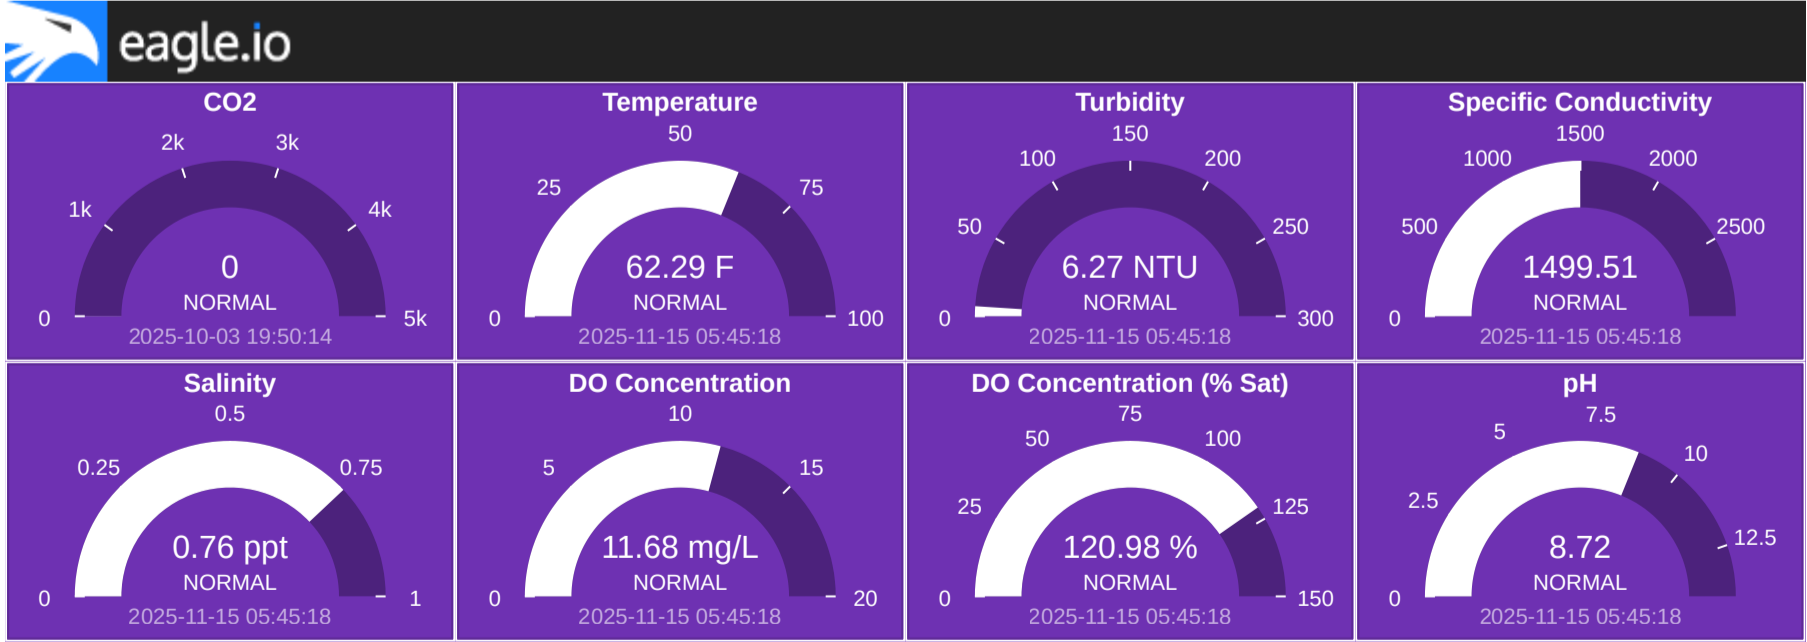 eagle.io
CO2
0
1k
2k
3k
4k
5k
0
NORMAL
2025-10-03 19:50:14
Temperature
0
25
50
75
100
62.29 F
NORMAL
2025-11-15 05:45:18
Turbidity
0
50
100
150
200
250
300
6.27 NTU
NORMAL
2025-11-15 05:45:18
Specific Conductivity
0
500
1000
1500
2000
2500
1499.51
NORMAL
2025-11-15 05:45:18
Salinity
0
0.25
0.5
0.75
1
0.76 ppt
NORMAL
2025-11-15 05:45:18
DO Concentration
0
5
10
15
20
11.68 mg/L
NORMAL
2025-11-15 05:45:18
DO Concentration (% Sat)
0
25
50
75
100
125
150
120.98 %
NORMAL
2025-11-15 05:45:18
pH
0
2.5
5
7.5
10
12.5
8.72
NORMAL
2025-11-15 05:45:18